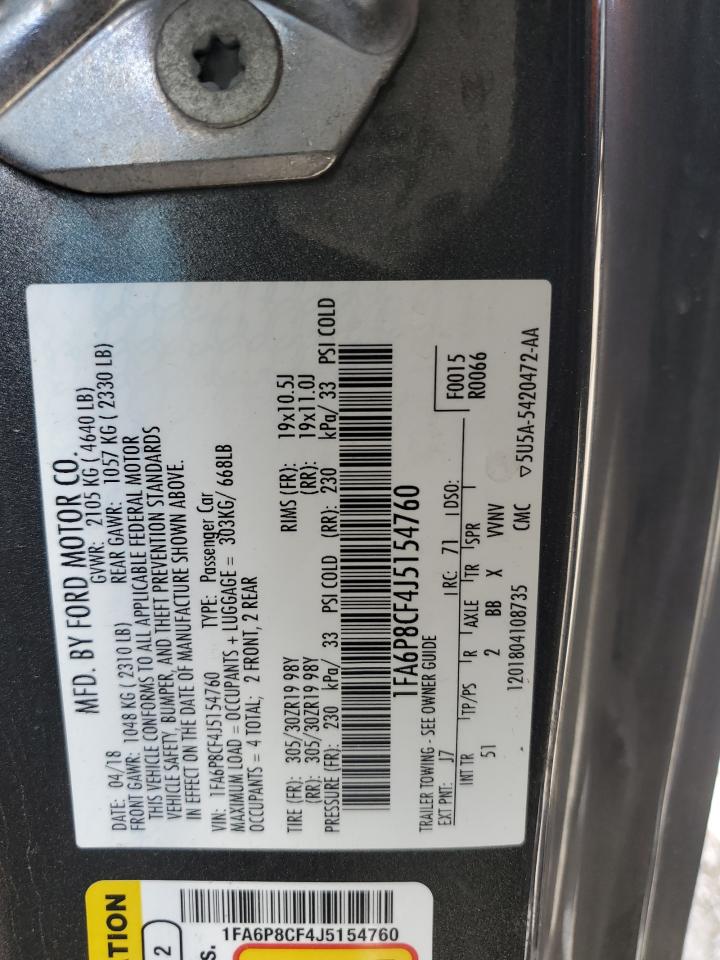 MFD. BY FORD MOTOR CO.
DATE: 04/18 GVWR: 2105 KG ( 4640 LB)
FRONT GAWR: 1048 KG ( 2310 LB) REAR GAWR: 1057 KG ( 2330 LB)
THIS VEHICLE CONFORMS TO ALL APPLICABLE FEDERAL MOTOR
VEHICLE SAFETY, BUMPER, AND THEFT PREVENTION STANDARDS
IN EFFECT ON THE DATE OF MANUFACTURE SHOWN ABOVE.
VIN: 1FA6P8CF4J5154760 TYPE: Passenger Car
MAXIMUM LOAD = OCCUPANTS + LUGGAGE = 303KG/ 668LB
OCCUPANTS = 4 TOTAL; 2 FRONT, 2 REAR
TIRE (FR): 305/30ZR19 98Y RIMS (FR): 19x10.5J
(RR): 305/30ZR19 98Y (RR): 19x11.0J
PRESSURE (FR): 230 kPa/ 33 PSI COLD (RR): 230 kPa/ 33 PSI COLD
1FA6P8CF4J5154760
TRAILER TOWING - SEE OWNER GUIDE F0015
EXT PNT: J7 RC: 71 DSO: R0066
INT TR TP/PS R AXLE TR SPR
51 2 BB X VVNV
1201804108735 CMC ▽5U5A-5420472-AA
TION
2
S.
1FA6P8CF4J5154760